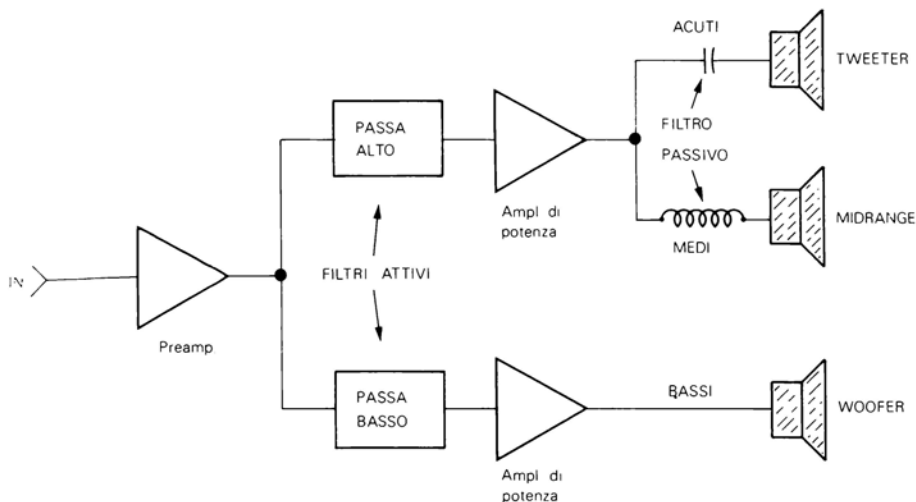 ACUTI
TWEETER
PASSA
ALTO
FILTRO
PASSIVO
Ampl di
potenza
MIDRANGE
MEDI
IN
FILTRI ATTIVI
Preamp
PASSA
BASSO
BASSI
WOOFER
Ampl di
potenza